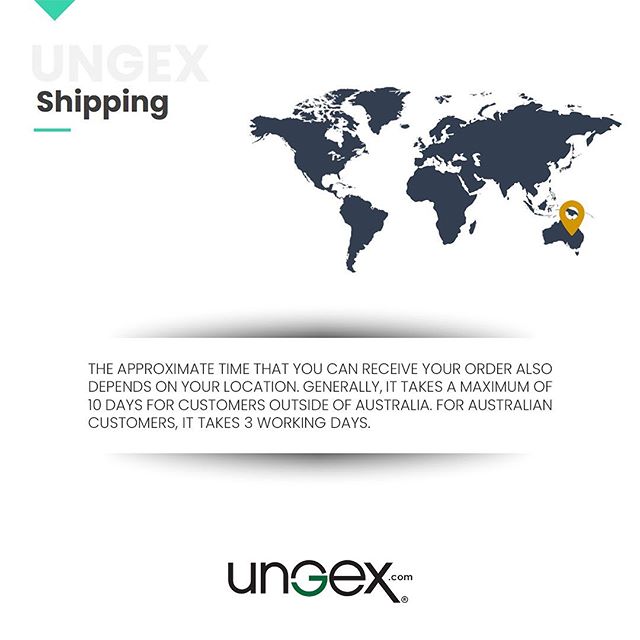 UNGEX
Shipping
THE APPROXIMATE TIME THAT YOU CAN RECEIVE YOUR ORDER ALSO
DEPENDS ON YOUR LOCATION. GENERALLY, IT TAKES A MAXIMUM OF
10 DAYS FOR CUSTOMERS OUTSIDE OF AUSTRALIA. FOR AUSTRALIAN
CUSTOMERS, IT TAKES 3 WORKING DAYS.
ungex.com®